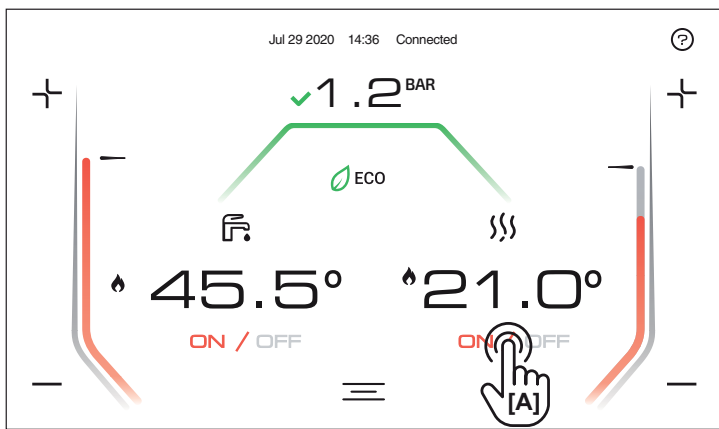 Jul 29 2020 14:36 Connected
?
1.2 BAR
ECO
45.5° 21.0°
ON / OFF ON / OFF
[A]